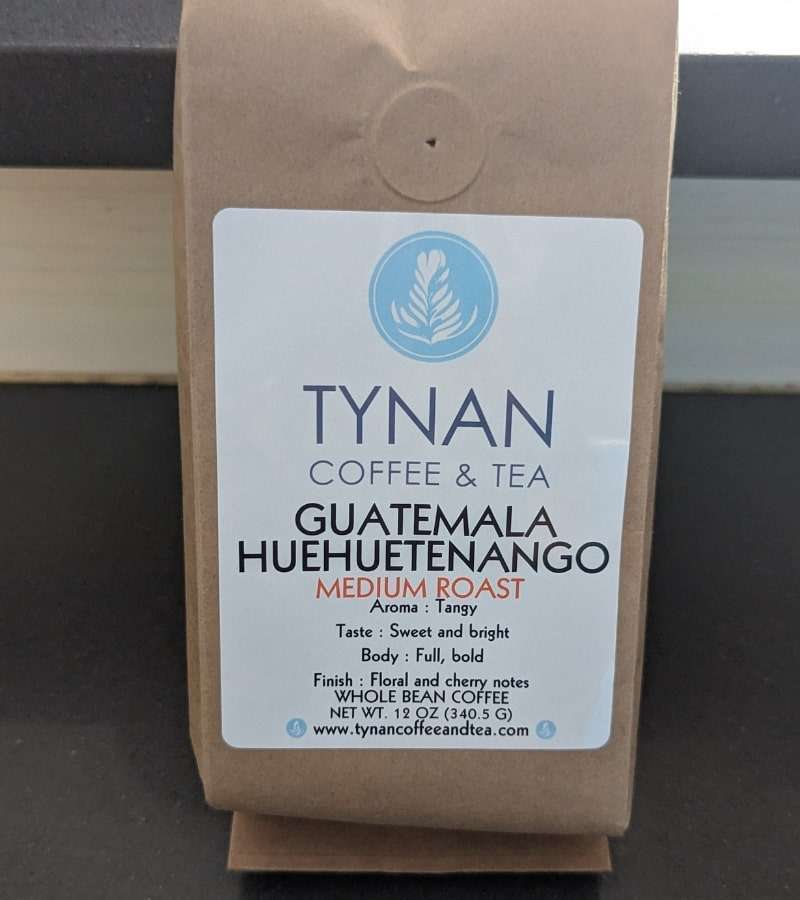 TYNAN
COFFEE & TEA
GUATEMALA
HUEHUETENANGO
MEDIUM ROAST
Aroma : Tangy
Taste : Sweet and bright
Body : Full, bold
Finish : Floral and cherry notes
WHOLE BEAN COFFEE
NET WT. 12 OZ (340.5 G)
www.tynancoffeeandtea.com